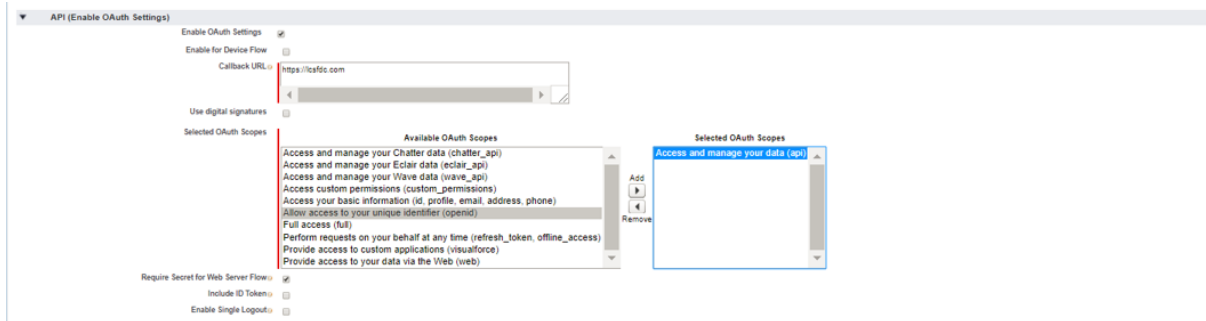 API (Enable OAuth Settings)
Enable OAuth Settings
Enable for Device Flow
Callback URL
https://lcsfdc.com
Use digital signatures
Selected OAuth Scopes
Available OAuth Scopes
Access and manage your Chatter data (chatter_api)
Access and manage your Eclair data (eclair_api)
Access and manage your Wave data (wave_api)
Access custom permissions (custom_permissions)
Access your basic information (id, profile, email, address, phone)
Allow access to your unique identifier (openid)
Full access (full)
Perform requests on your behalf at any time (refresh_token, offline_access)
Provide access to custom applications (visualforce)
Provide access to your data via the Web (web)
Add
Remove
Selected OAuth Scopes
Access and manage your data (api)
Require Secret for Web Server Flow
Include ID Token
Enable Single Logout